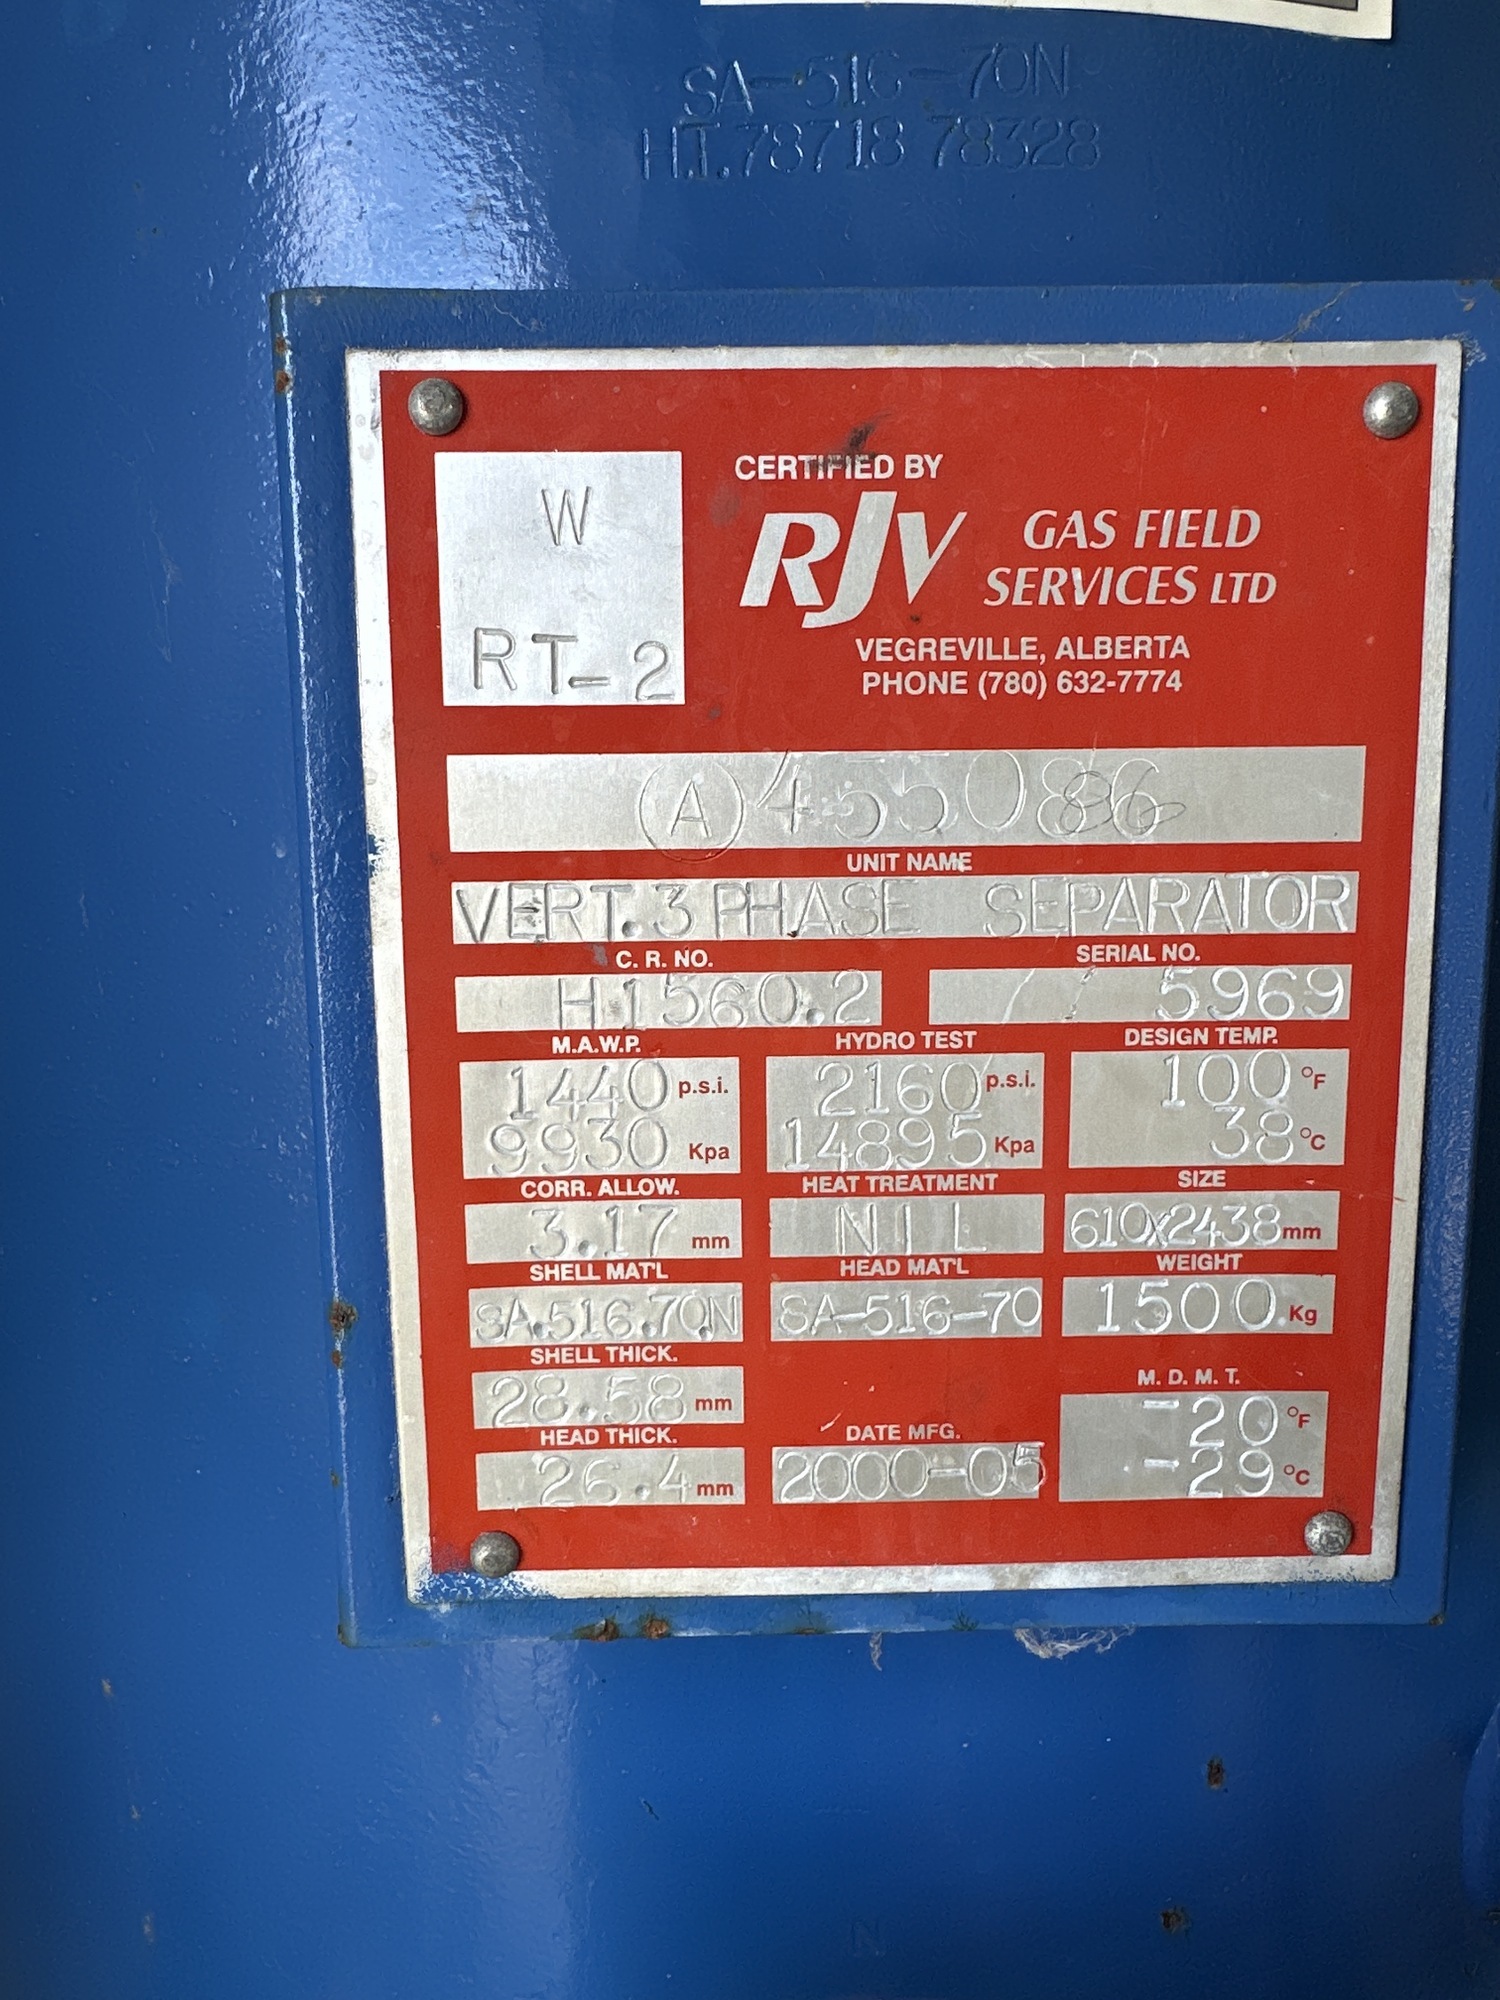 SA-516-70N
H.T.78718 78328
W
RT-2
CERTIFIED BY
RJV GAS FIELD
SERVICES LTD
VEGREVILLE, ALBERTA
PHONE (780) 632-7774
A 455086
UNIT NAME
VERT. 3 PHASE SEPARATOR
C. R. NO. SERIAL NO.
H1560.2 5969
M.A.W.P. HYDRO TEST DESIGN TEMP.
1440 p.s.i. 2160 p.s.i. 100 °F
9930 Kpa 14895 Kpa 38 °C
CORR. ALLOW. HEAT TREATMENT SIZE
3.17 mm NIL 610x2438 mm
SHELL MAT'L HEAD MAT'L WEIGHT
SA.516.70N SA-516-70 1500 Kg
SHELL THICK. M. D. M. T.
28.58 mm -20 °F
HEAD THICK. DATE MFG.
26.4 mm 2000-05 -29 °C